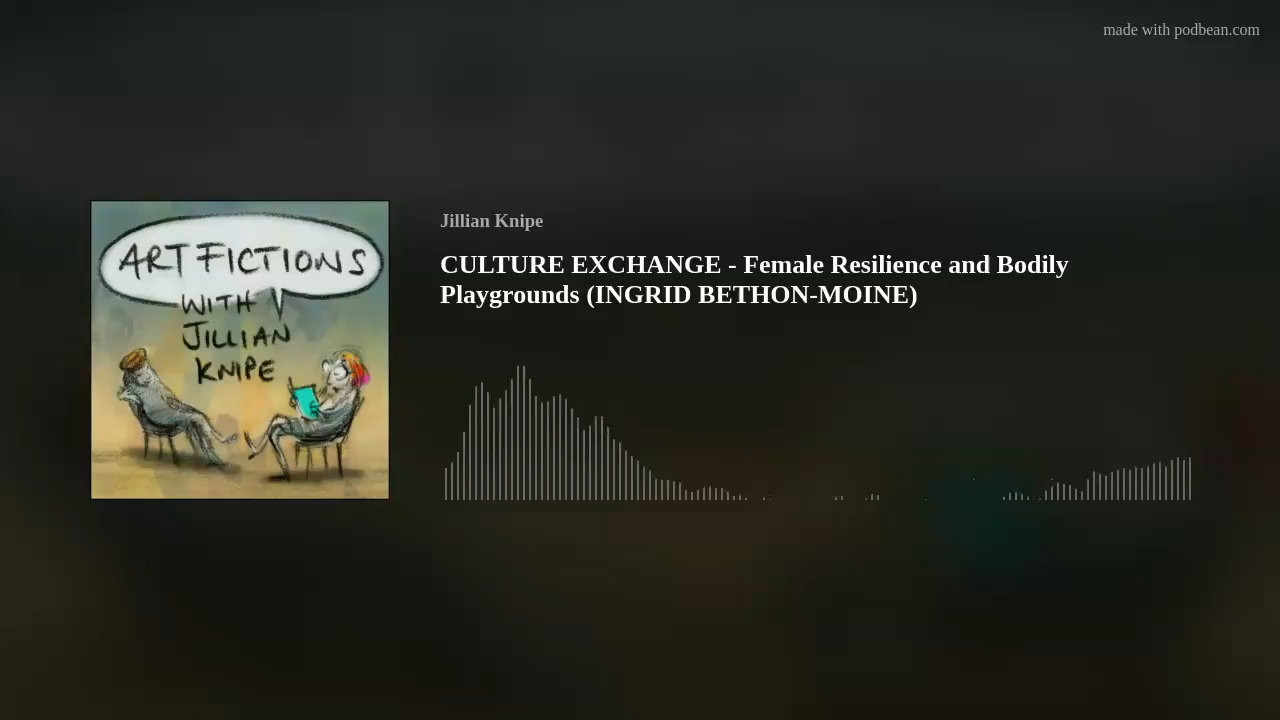 made with podbean.com
ART FICTIONS
WITH
JILLIAN
KNIPE
Jillian Knipe
CULTURE EXCHANGE - Female Resilience and Bodily
Playgrounds (INGRID BETHON-MOINE)